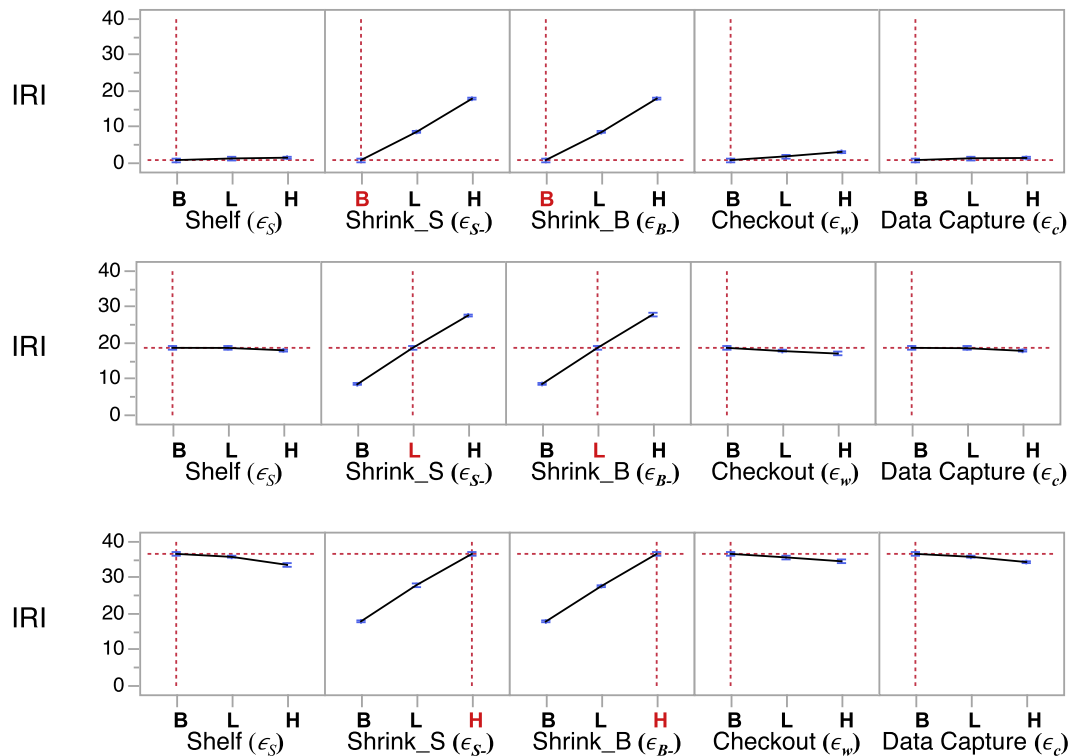 40
30
IRI
20
10
0
B L H B L H B L H B L H B L H
Shelf (ϵS) Shrink_S (ϵS-) Shrink_B (ϵB-) Checkout (ϵw) Data Capture (ϵc)
40
30
IRI
20
10
0
B L H B L H B L H B L H B L H
Shelf (ϵS) Shrink_S (ϵS-) Shrink_B (ϵB-) Checkout (ϵw) Data Capture (ϵc)
40
30
IRI
20
10
0
B L H B L H B L H B L H B L H
Shelf (ϵS) Shrink_S (ϵS-) Shrink_B (ϵB-) Checkout (ϵw) Data Capture (ϵc)